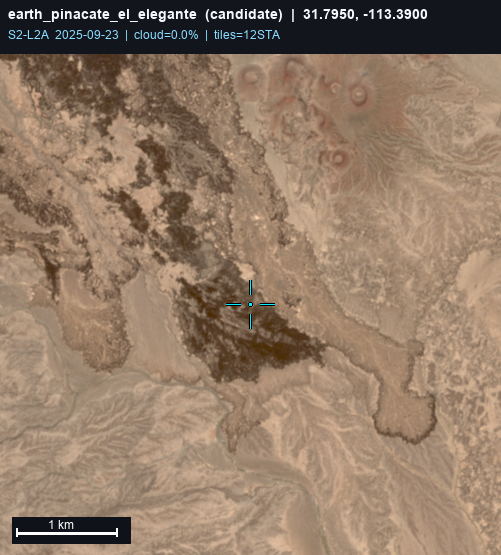 earth_pinacate_el_elegante (candidate) | 31.7950, -113.3900
S2-L2A 2025-09-23 | cloud=0.0% | tiles=12STA
1 km